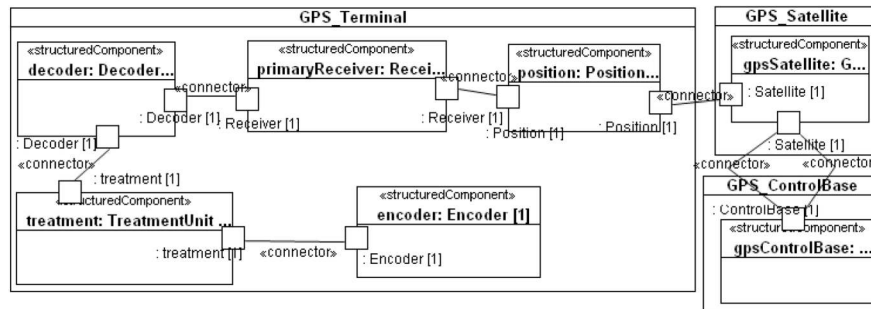 GPS_Terminal
«structuredComponent»
decoder: Decoder...
«connector»
: Decoder [1]
: Decoder [1]
«structuredComponent»
primaryReceiver: Recei...
: Receiver [1]
: Receiver [1]
«connector»
«structuredComponent»
position: Position...
: Position [1]
: Position [1]
«connector»
GPS_Satellite
«structuredComponent»
gpsSatellite: G...
: Satellite [1]
: Satellite [1]
«connector»
«connector»
GPS_ControlBase
: ControlBase [1]
«structuredComponent»
gpsControlBase: ...
«connector»
: treatment [1]
«structuredComponent»
treatment: TreatmentUnit ...
: treatment [1]
«connector»
«structuredComponent»
encoder: Encoder [1]
: Encoder [1]